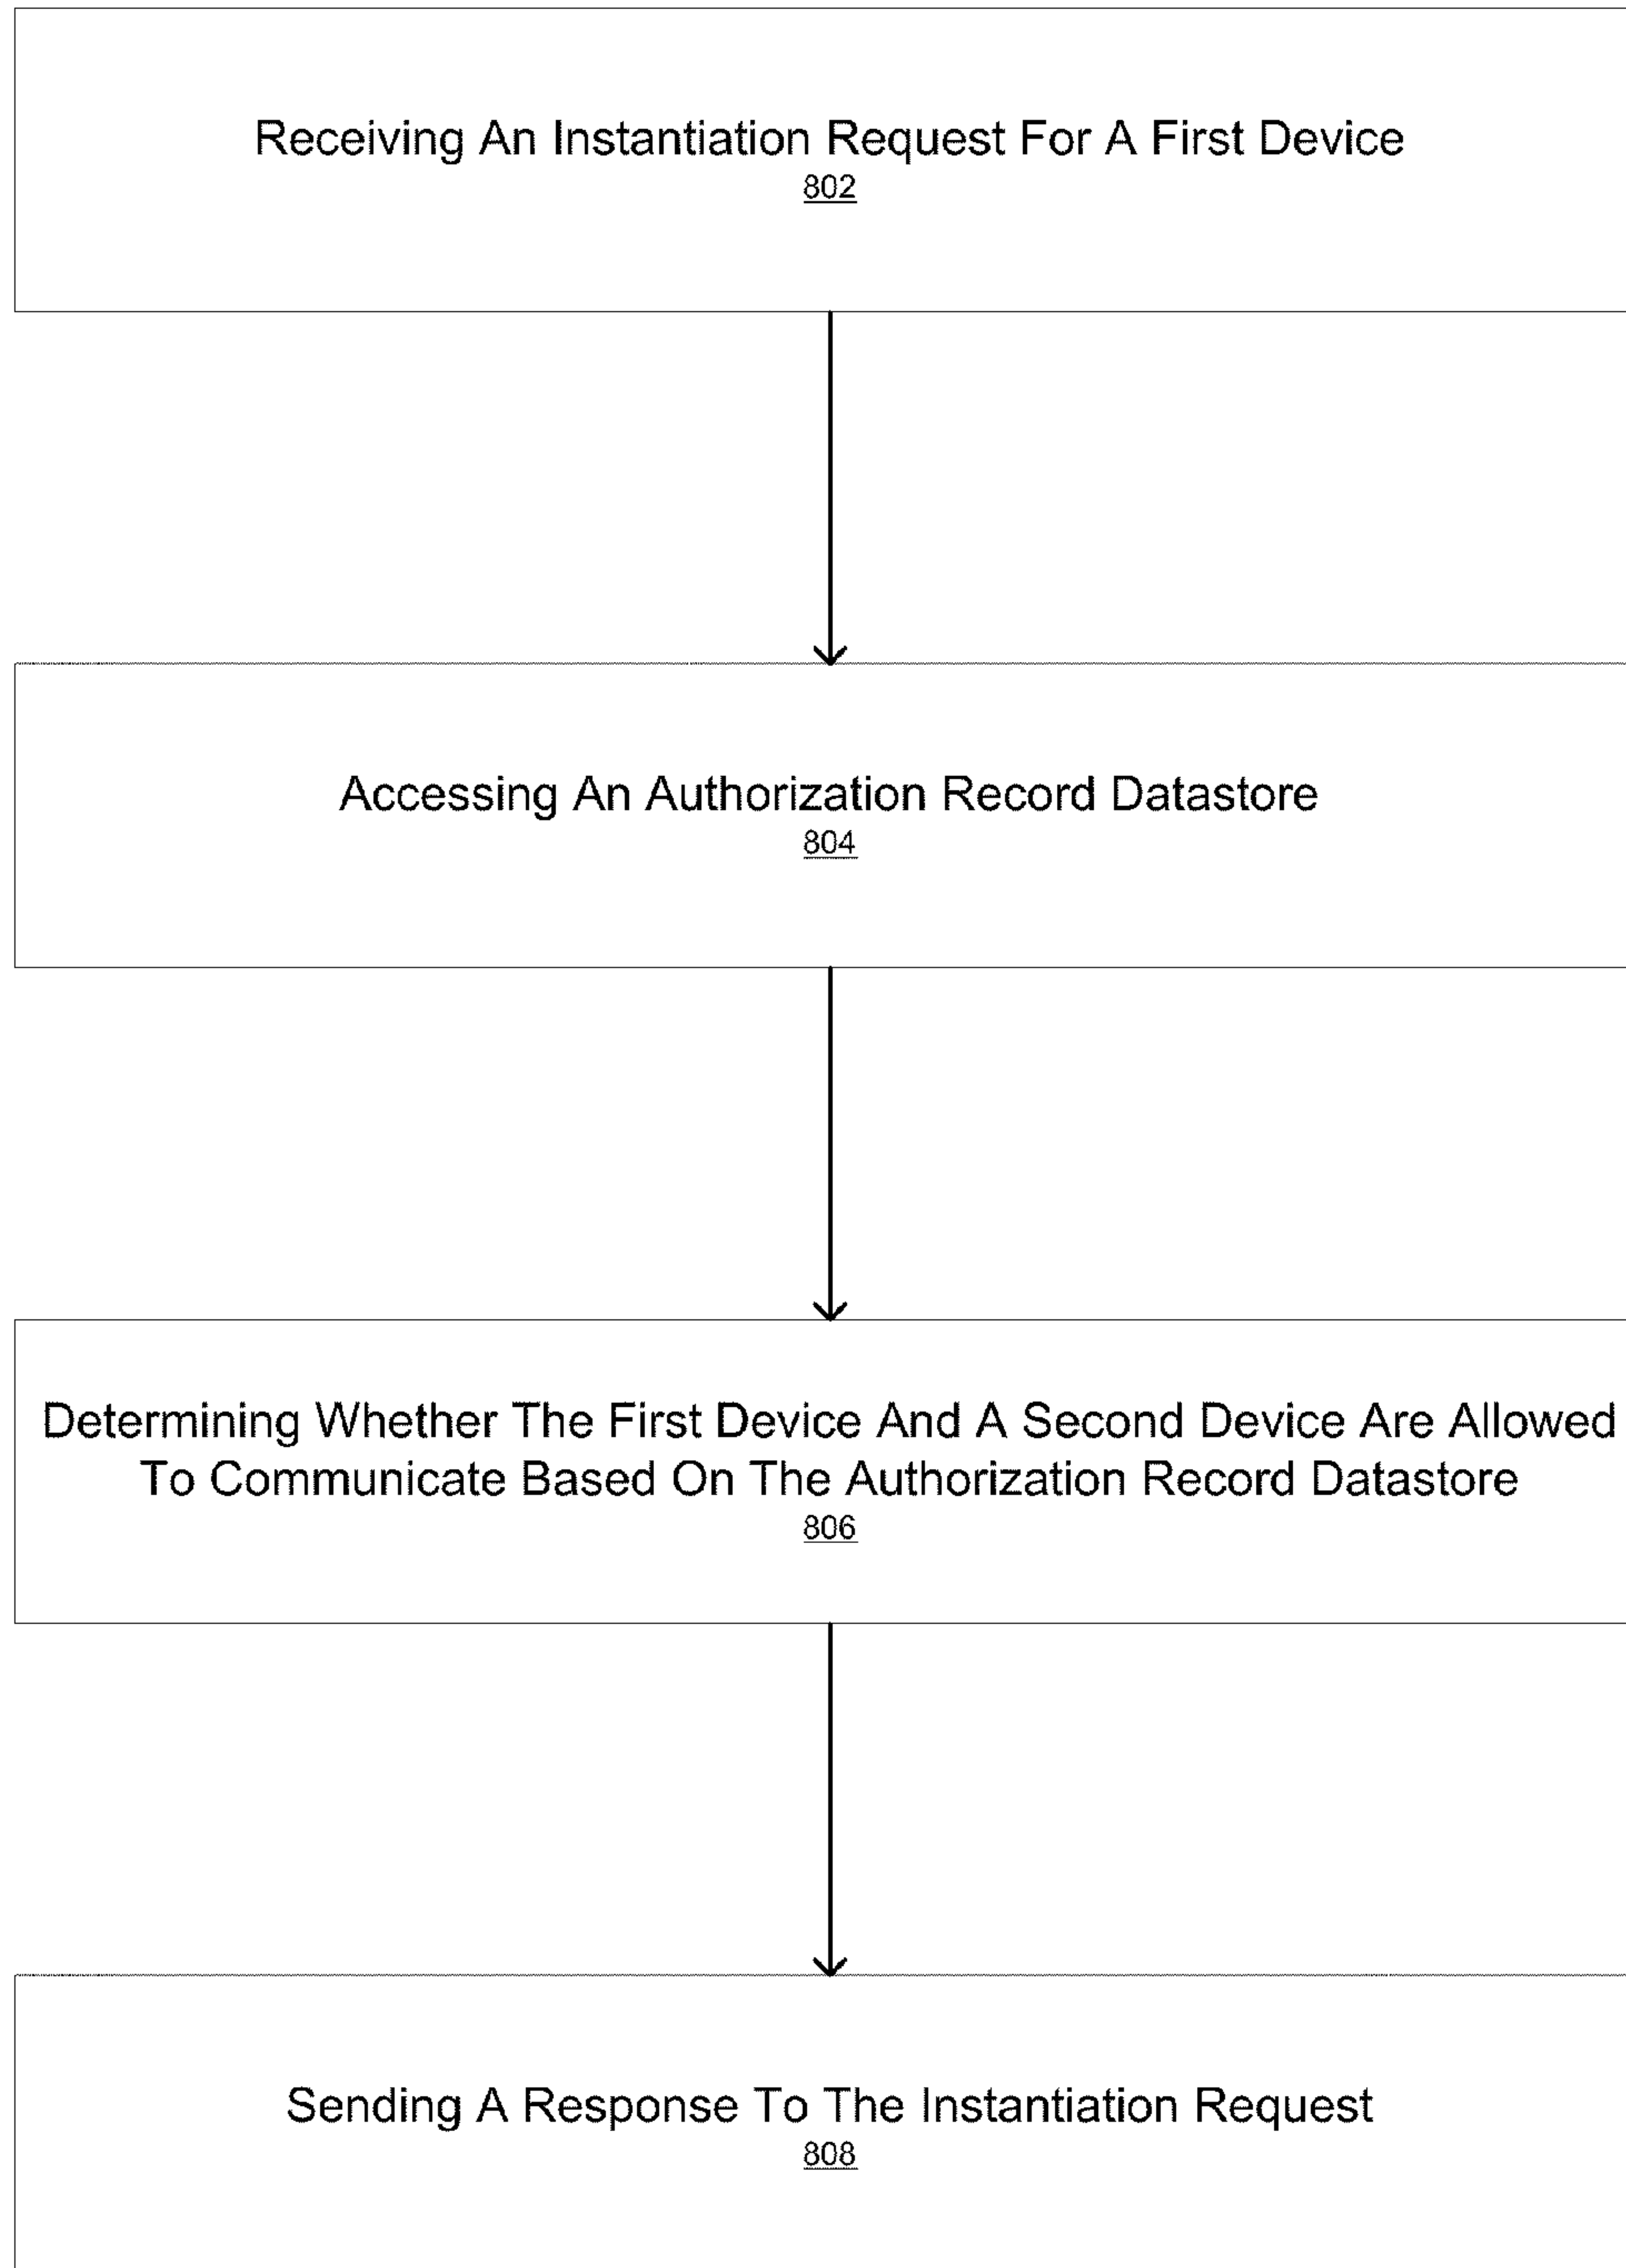 Receiving An Instantiation Request For A First Device
802
Accessing An Authorization Record Datastore
804
Determining Whether The First Device And A Second Device Are Allowed
To Communicate Based On The Authorization Record Datastore
806
Sending A Response To The Instantiation Request
808